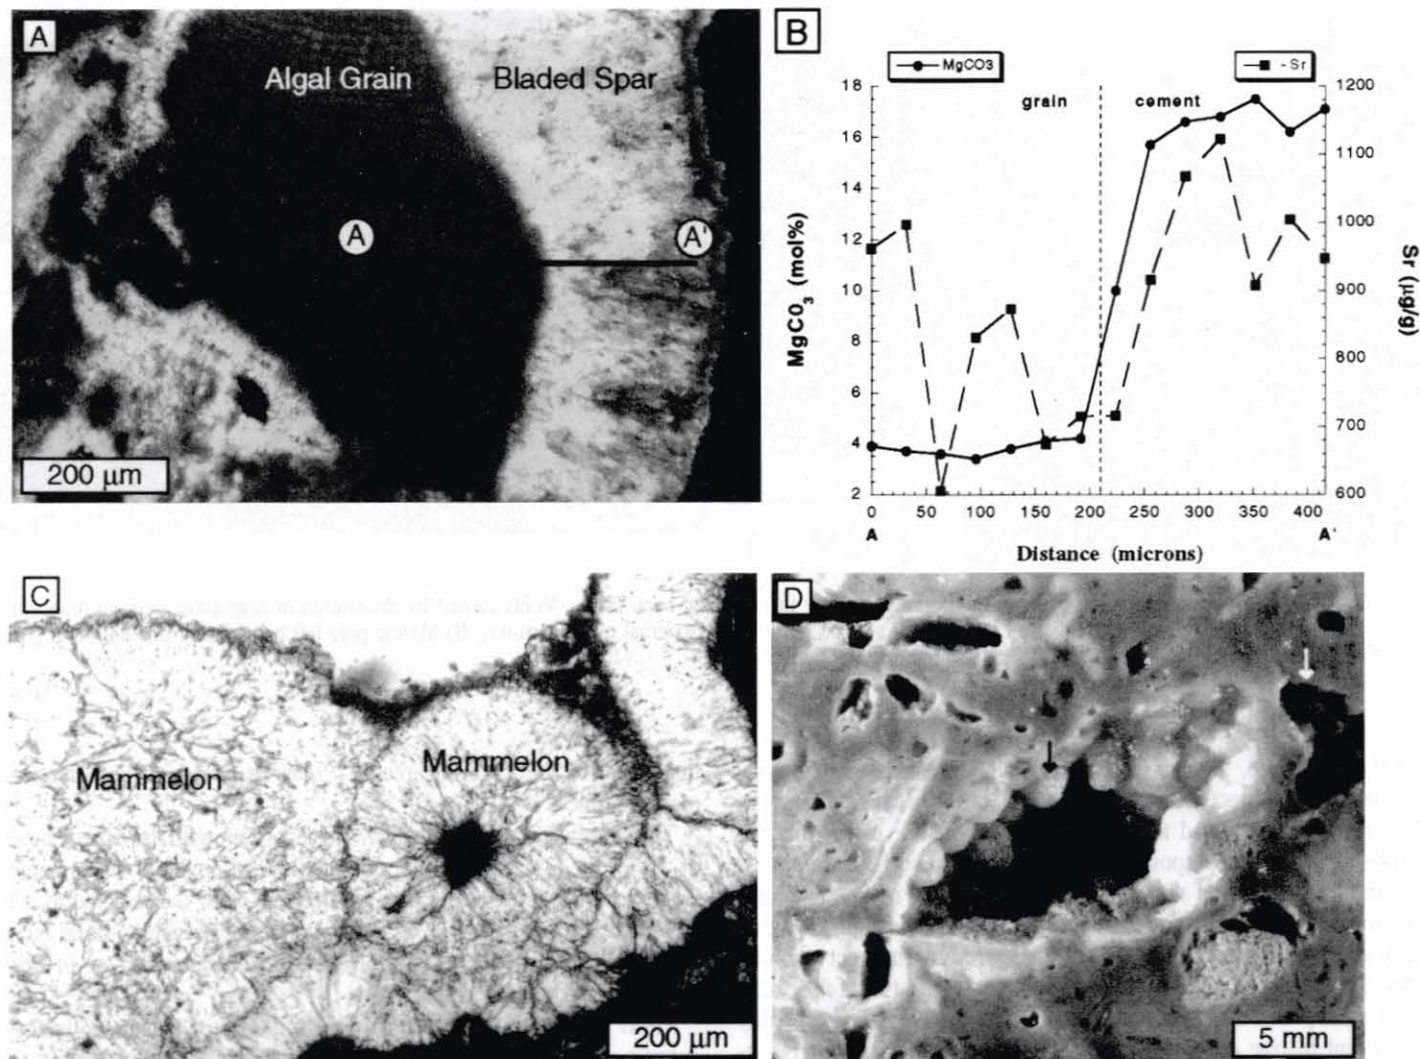 A
Algal Grain
Bladed Spar
A
A'
200 µm
B
MgCO3
- Sr
grain
cement
MgCO3 (mol%)
18
16
14
12
10
8
6
4
2
1200
1100
1000
900
800
700
600
Sr (µg/g)
0 50 100 150 200 250 300 350 400
A A'
Distance (microns)
C
Mammelon
Mammelon
200 µm
D
5 mm